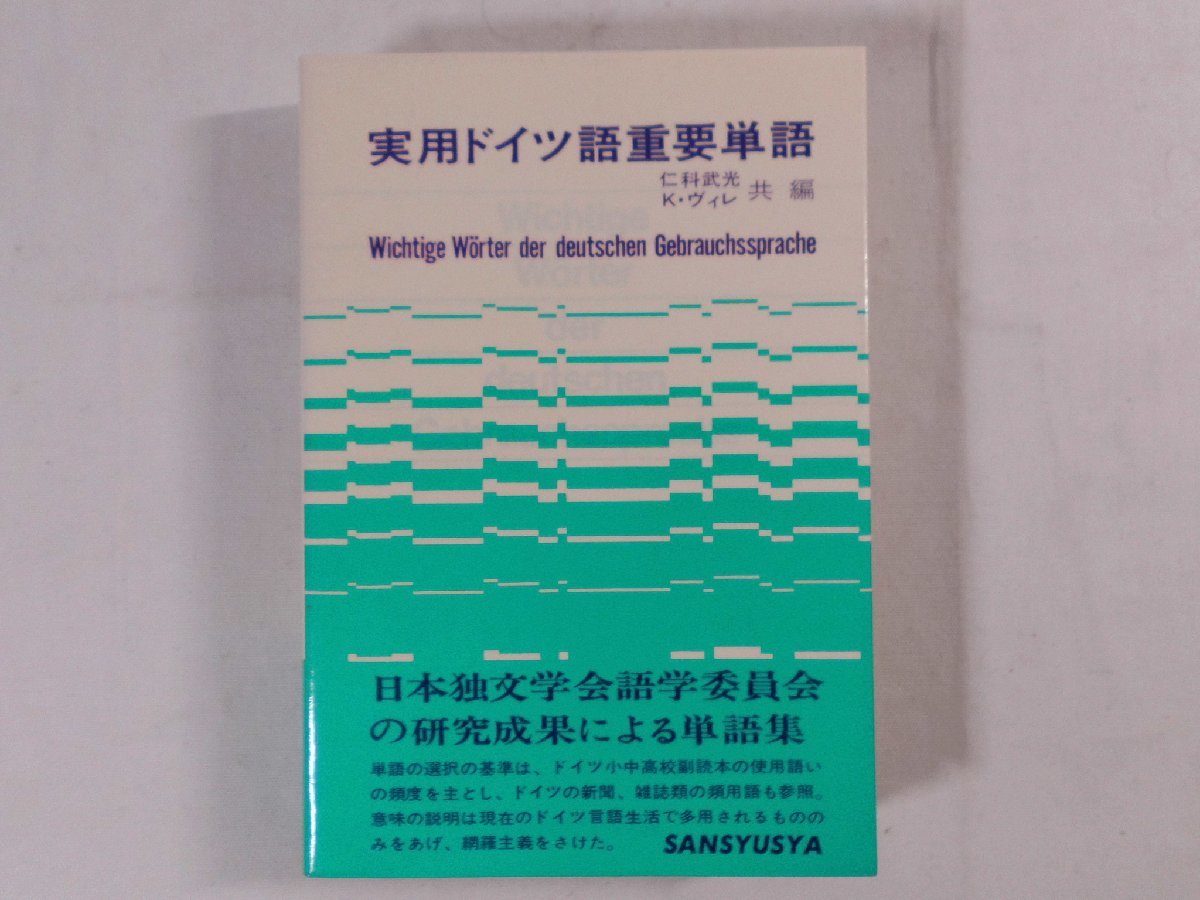 実用ドイツ語重要単語
仁科武光
K・ヴィレ 共編
Wichtige Wörter der deutschen Gebrauchssprache
Wichtige
Wörter
der
deutschen
日本独文学会語学委員会
の研究成果による単語集
単語の選択の基準は、ドイツ小中高校副読本の使用語い
の頻度を主とし、ドイツの新聞、雑誌類の頻用語も参照。
意味の説明は現在のドイツ言語生活で多用されるものの
みをあげ、網羅主義をさけた。
SANSYUSYA